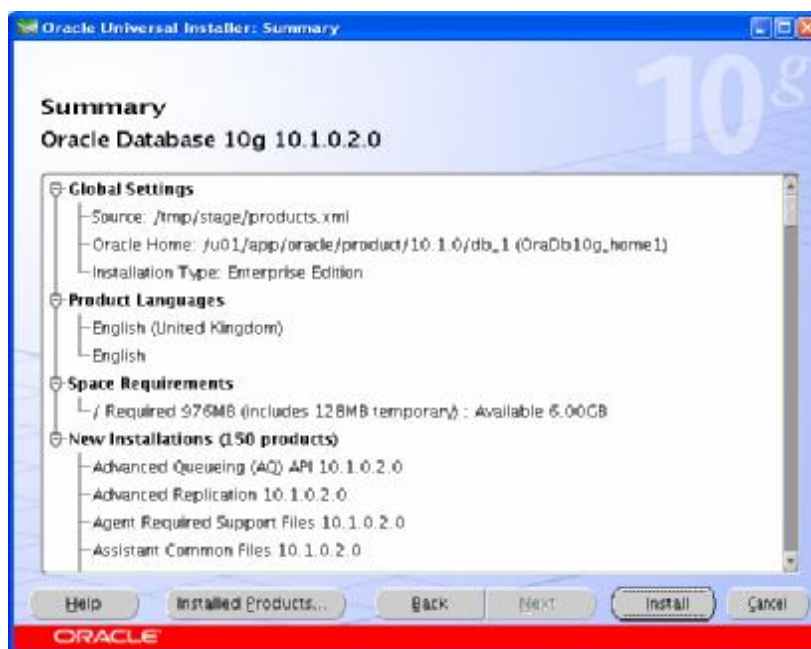 Oracle Universal Installer: Summary
10g
Summary
Oracle Database 10g 10.1.0.2.0
Global Settings
Source: /tmp/stage/products.xml
Oracle Home: /u01/app/oracle/product/10.1.0/db_1 (OraDb10g_home1)
Installation Type: Enterprise Edition
Product Languages
English (United Kingdom)
English
Space Requirements
/ Required 976MB (includes 128MB temporary) : Available 6.00GB
New Installations (150 products)
Advanced Queueing (AQ) API 10.1.0.2.0
Advanced Replication 10.1.0.2.0
Agent Required Support Files 10.1.0.2.0
Assistant Common Files 10.1.0.2.0
Help Installed Products... Back Next Install Cancel
ORACLE